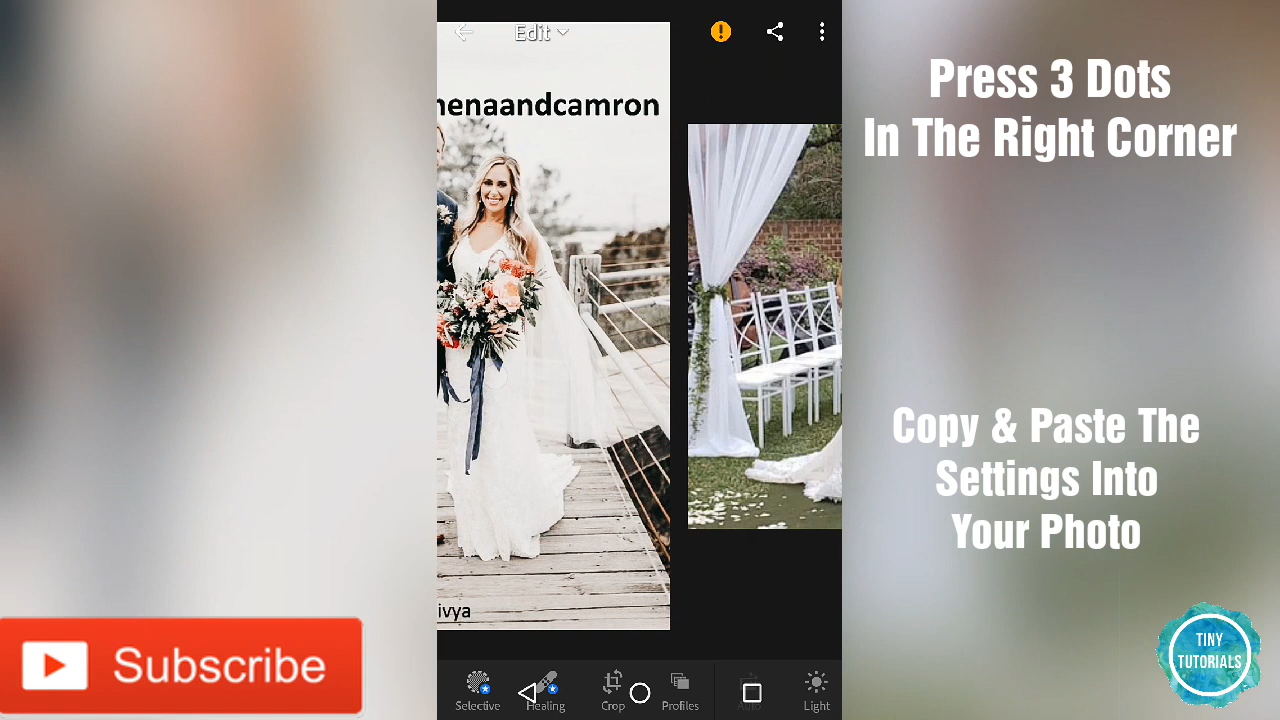 Edit
Press 3 Dots
In The Right Corner
henaandcamron
Copy & Paste The
Settings Into
Your Photo
ivya
Subscribe
TINY
TUTORIALS
Selective
Healing
Crop
Profiles
Auto
Light